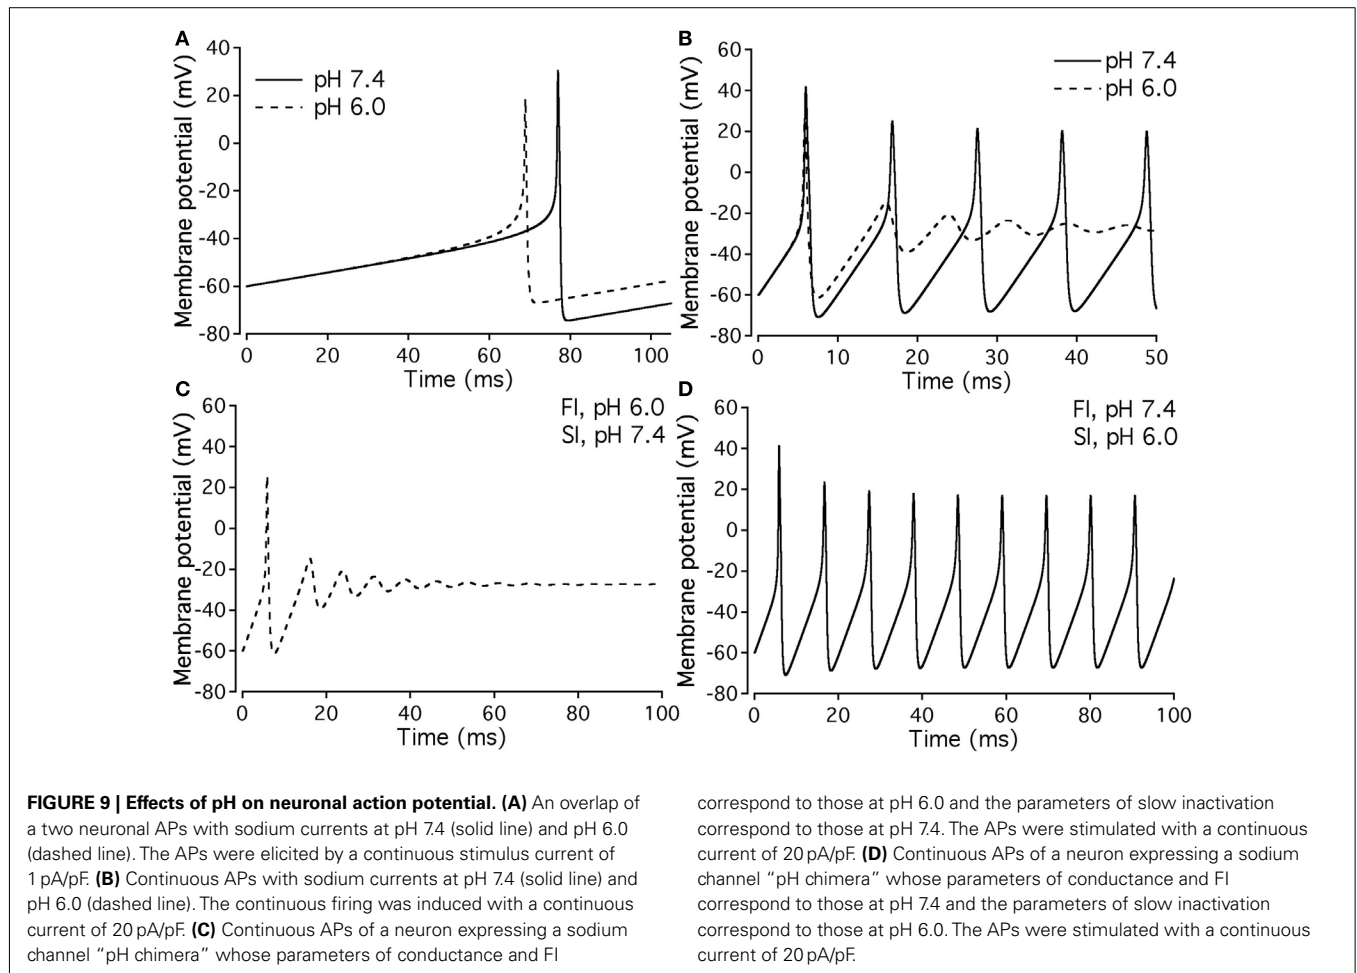 A
Membrane potential (mV)
40
20
0
-20
-40
-60
-80
pH 7.4
pH 6.0
0 20 40 60 80 100
Time (ms)
B
Membrane potential (mV)
60
40
20
0
-20
-40
-60
-80
pH 7.4
pH 6.0
0 10 20 30 40 50
Time (ms)
C
Membrane potential (mV)
60
40
20
0
-20
-40
-60
-80
FI, pH 6.0
SI, pH 7.4
0 20 40 60 80 100
Time (ms)
D
Membrane potential (mV)
60
40
20
0
-20
-40
-60
-80
FI, pH 7.4
SI, pH 6.0
0 20 40 60 80 100
Time (ms)
FIGURE 9 | Effects of pH on neuronal action potential. (A) An overlap of
a two neuronal APs with sodium currents at pH 7.4 (solid line) and pH 6.0
(dashed line). The APs were elicited by a continuous stimulus current of
1 pA/pF. (B) Continuous APs with sodium currents at pH 7.4 (solid line) and
pH 6.0 (dashed line). The continuous firing was induced with a continuous
current of 20 pA/pF. (C) Continuous APs of a neuron expressing a sodium
channel “pH chimera” whose parameters of conductance and FI
correspond to those at pH 6.0 and the parameters of slow inactivation
correspond to those at pH 7.4. The APs were stimulated with a continuous
current of 20 pA/pF. (D) Continuous APs of a neuron expressing a sodium
channel “pH chimera” whose parameters of conductance and FI
correspond to those at pH 7.4 and the parameters of slow inactivation
correspond to those at pH 6.0. The APs were stimulated with a continuous
current of 20 pA/pF.